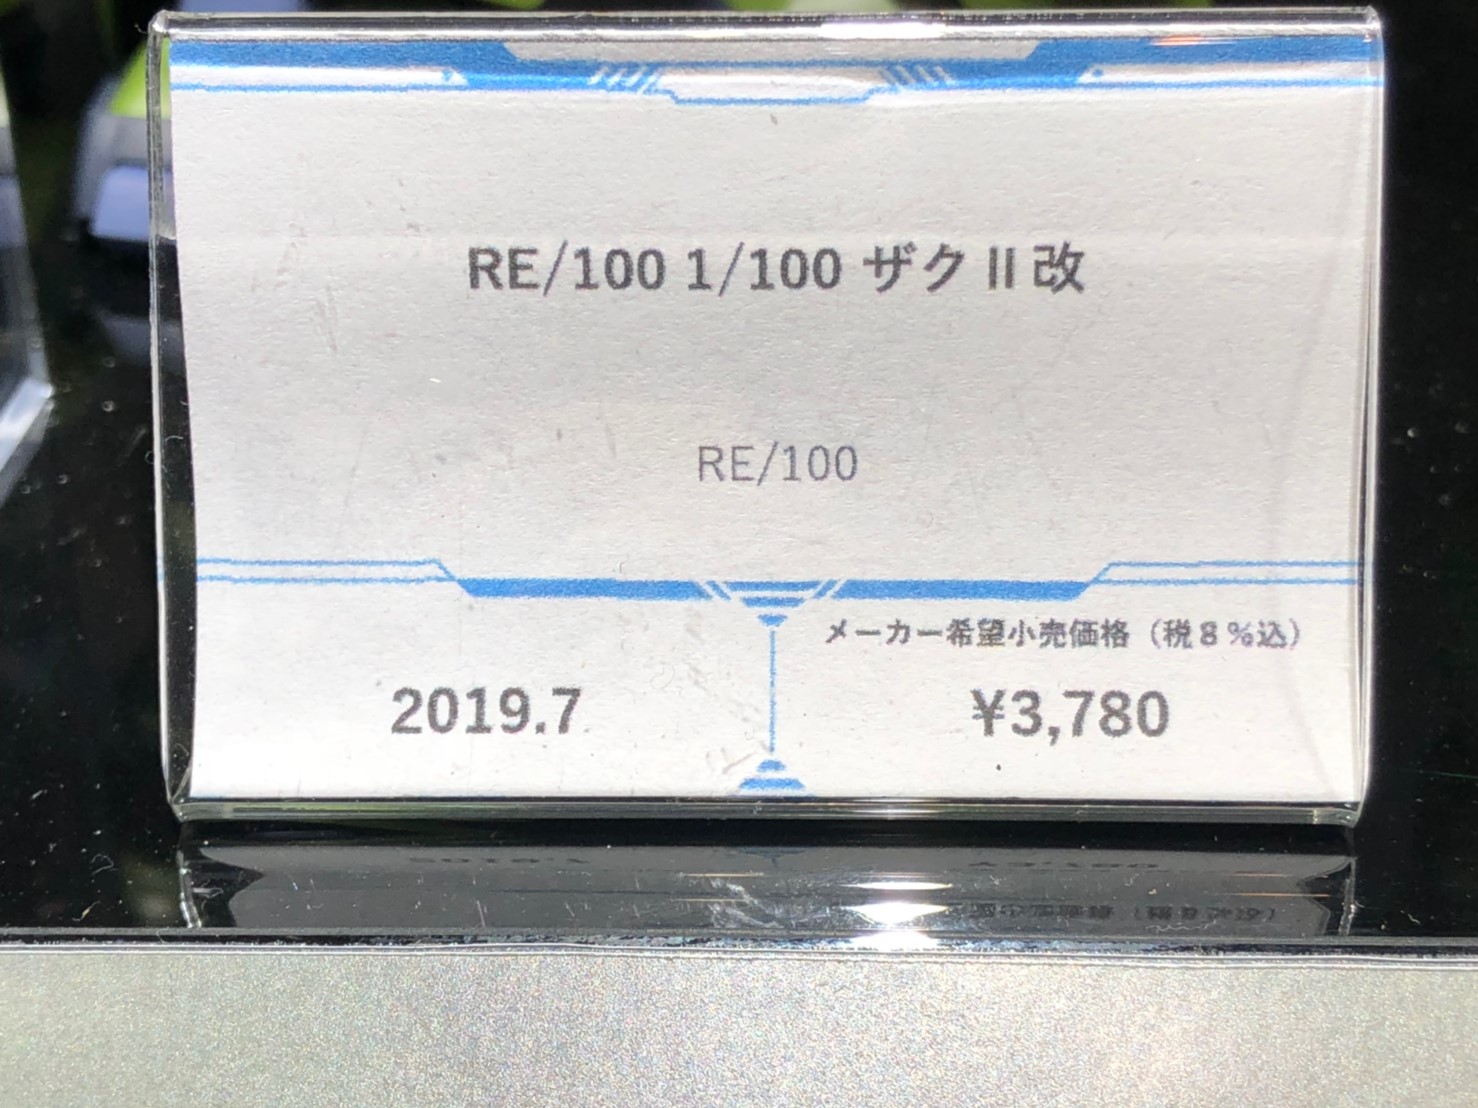 RE/100 1/100 ザクⅡ改
RE/100
メーカー希望小売価格（税８％込）
2019.7
¥3,780